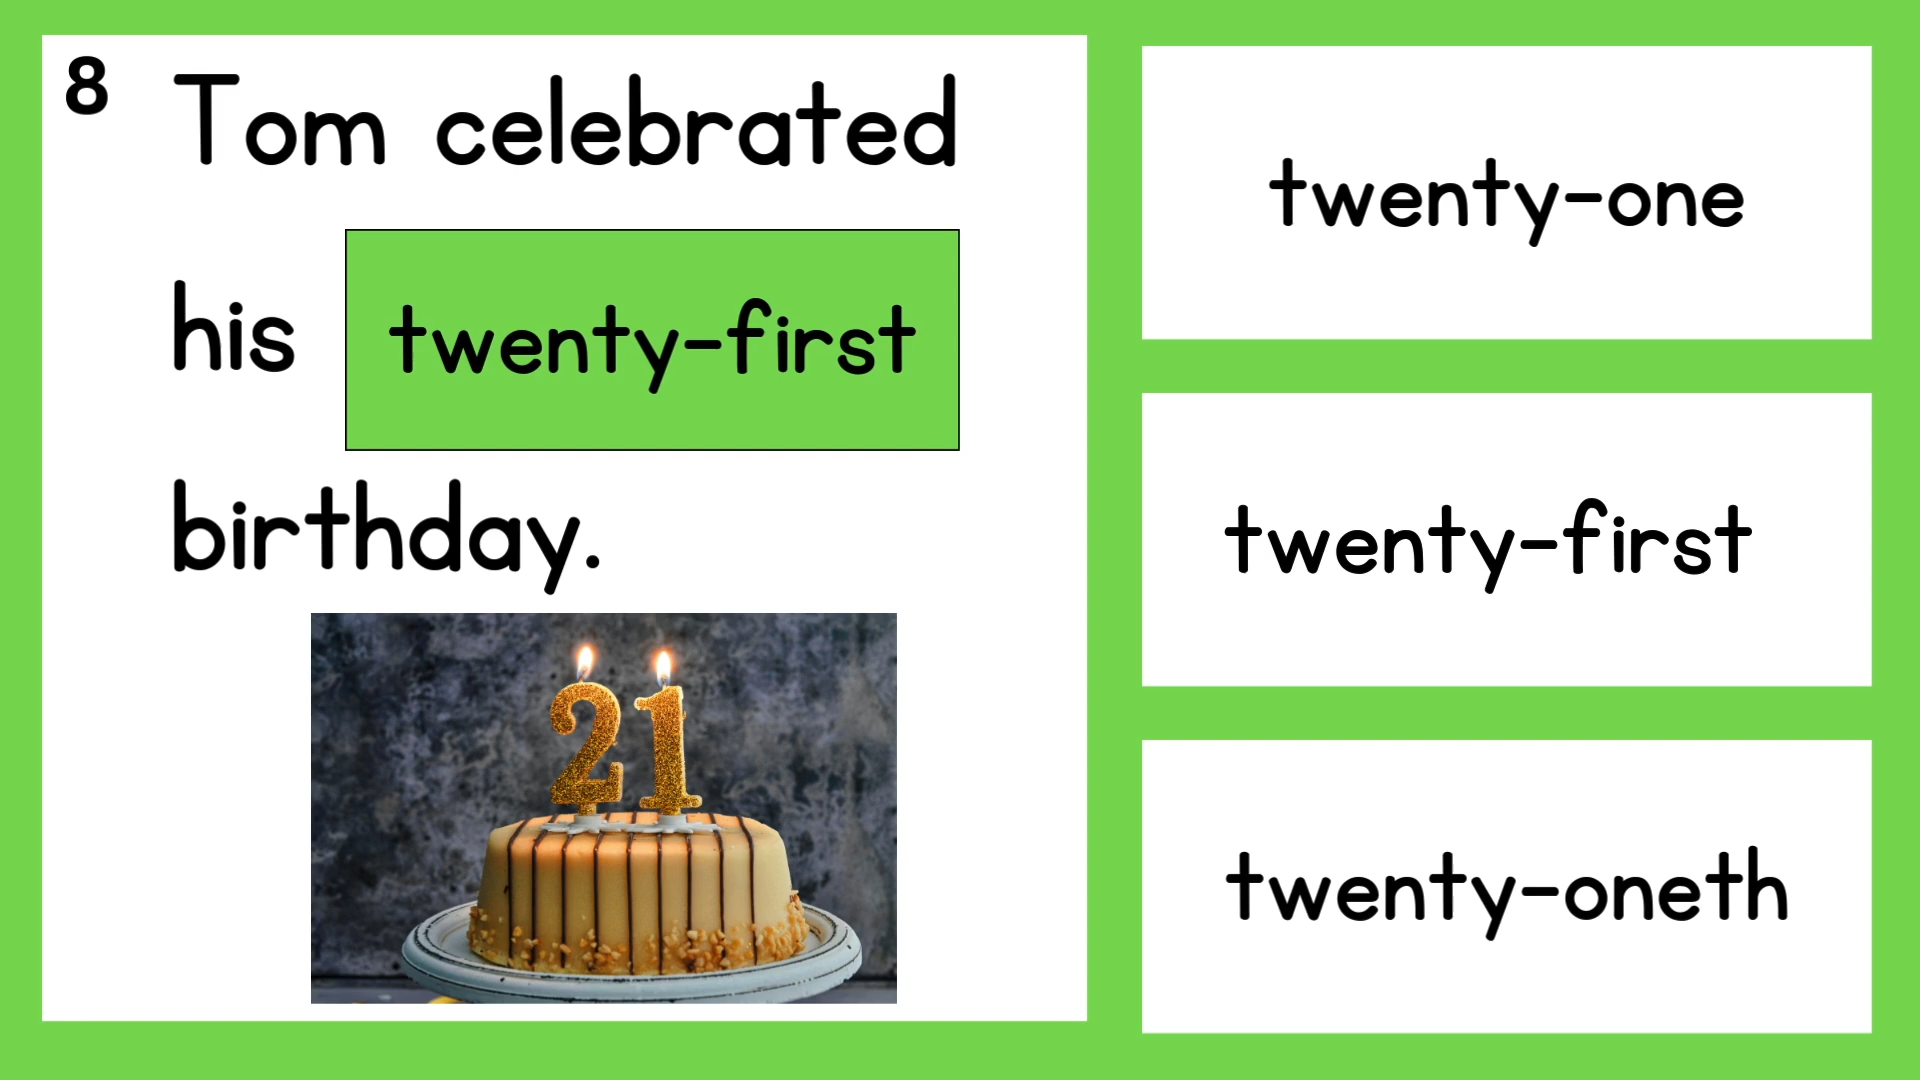 8
Tom celebrated
his twenty-first
birthday.
21
twenty-one
twenty-first
twenty-oneth